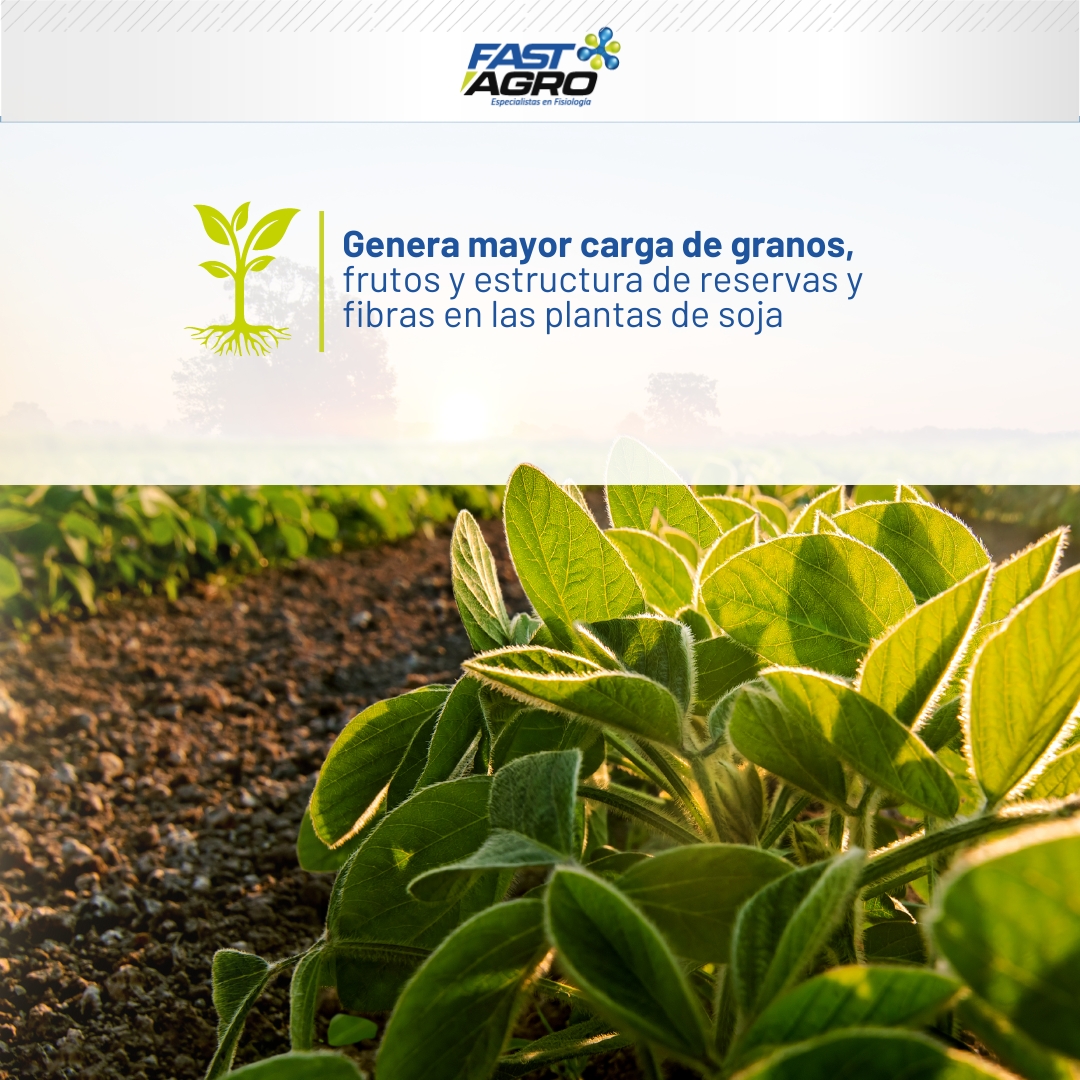 FAST
AGRO
Especialistas en Fisiología
Genera mayor carga de granos,
frutos y estructura de reservas y
fibras en las plantas de soja